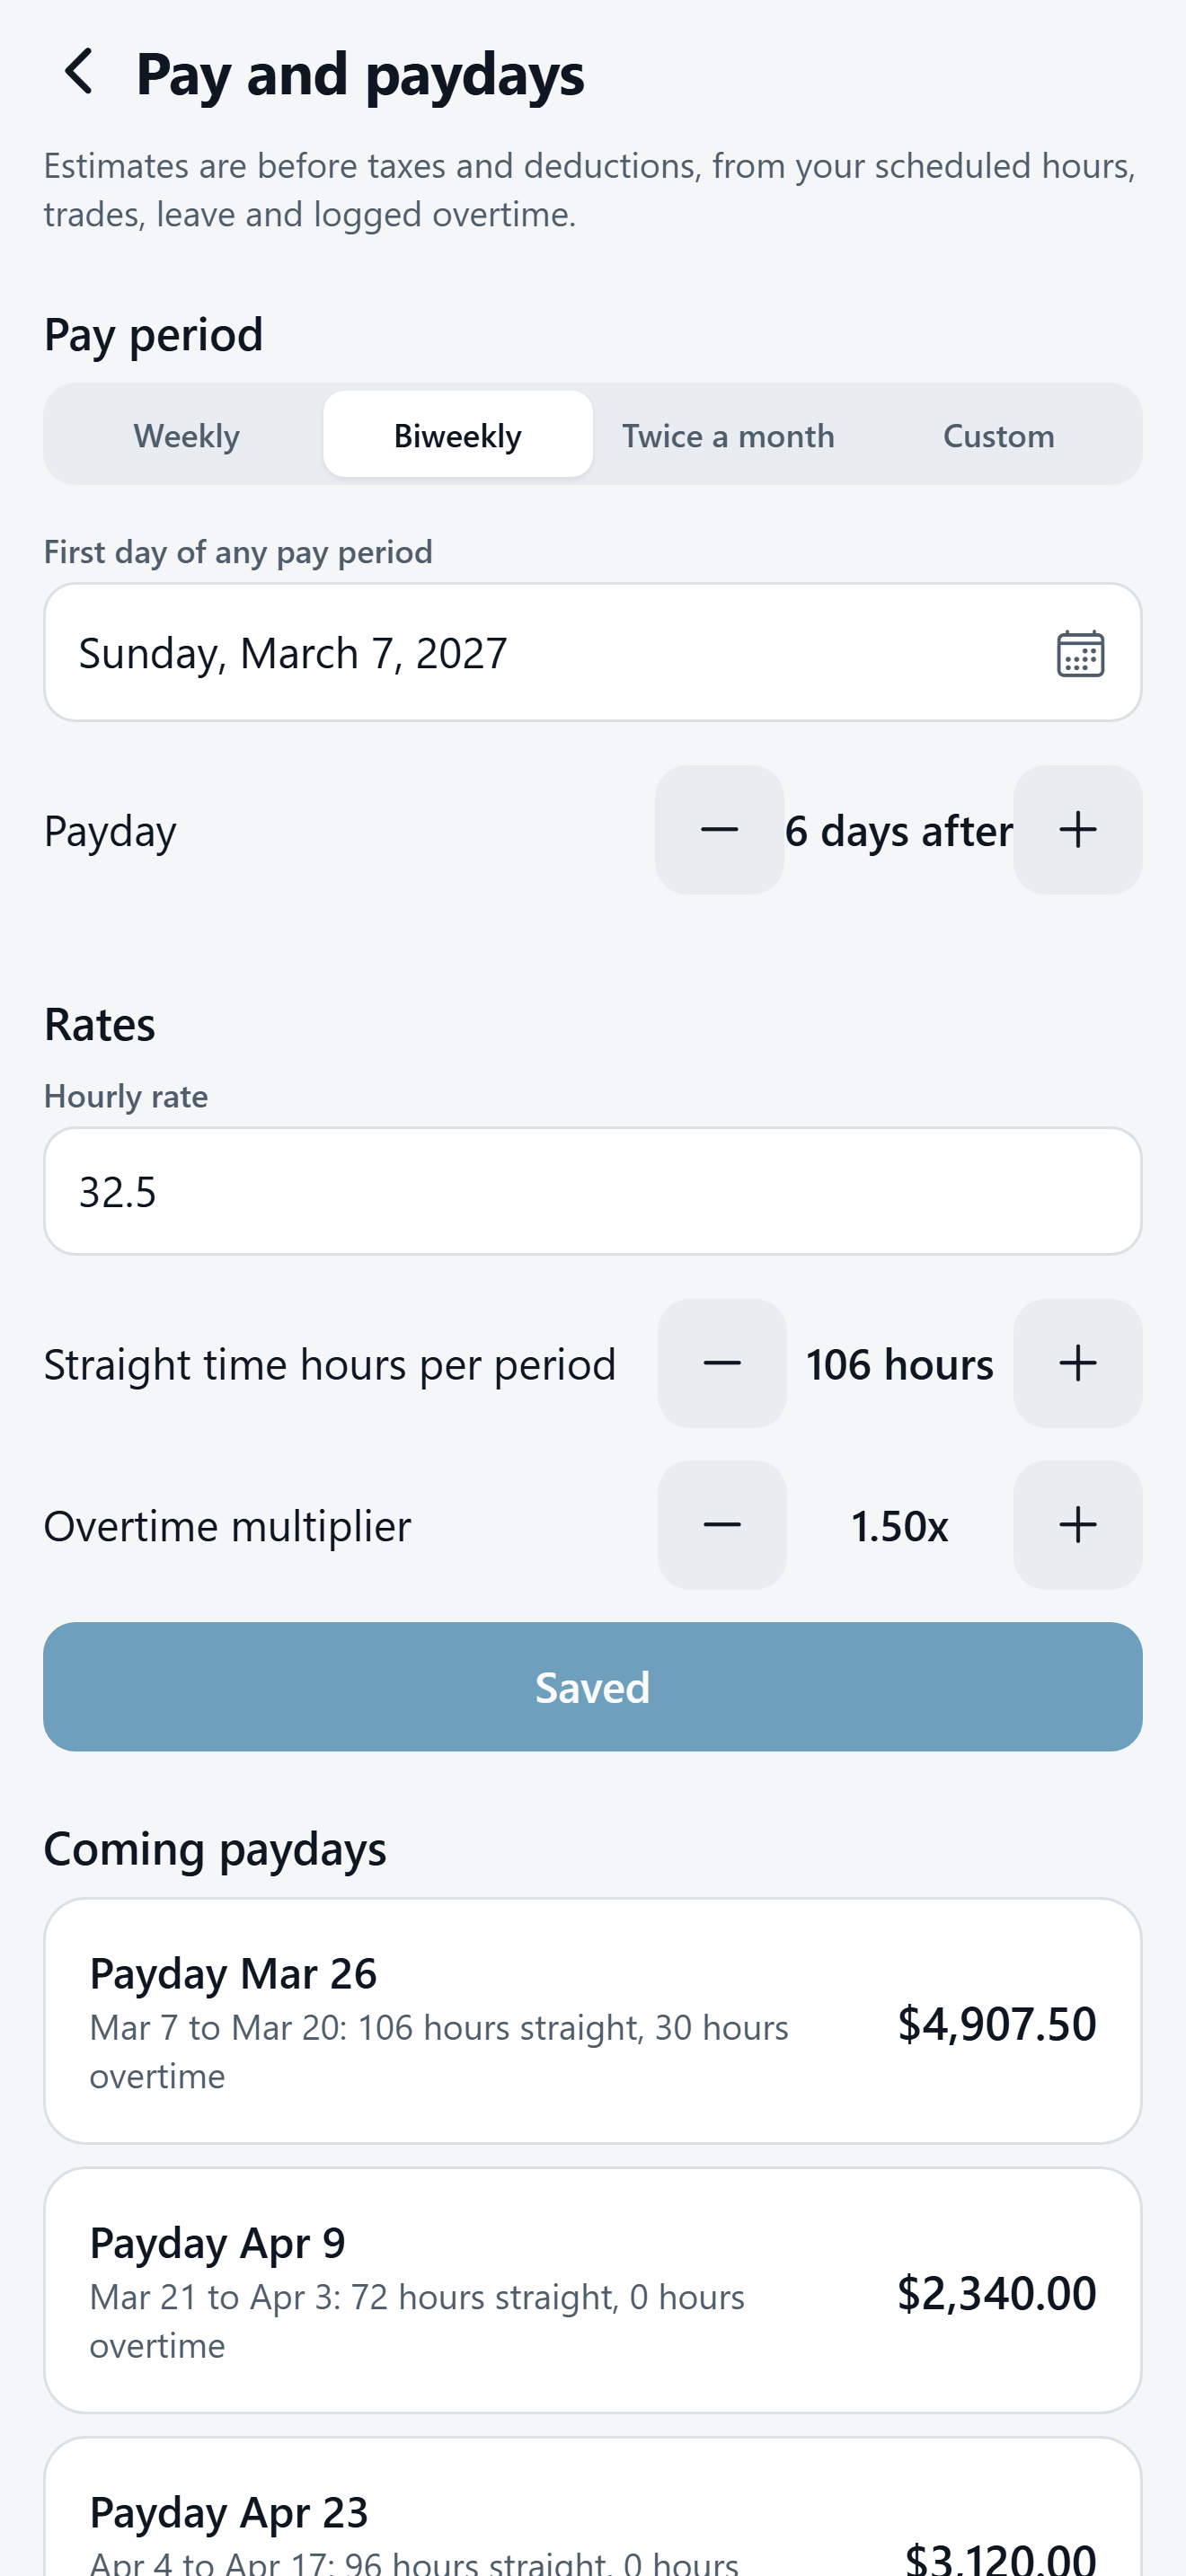 Pay and paydays
Estimates are before taxes and deductions, from your scheduled hours,
trades, leave and logged overtime.
Pay period
Weekly
Biweekly
Twice a month
Custom
First day of any pay period
Sunday, March 7, 2027
Payday
6 days after
Rates
Hourly rate
32.5
Straight time hours per period
106 hours
Overtime multiplier
1.50x
Saved
Coming paydays
Payday Mar 26
Mar 7 to Mar 20: 106 hours straight, 30 hours
overtime
$4,907.50
Payday Apr 9
Mar 21 to Apr 3: 72 hours straight, 0 hours
overtime
$2,340.00
Payday Apr 23
Apr 4 to Apr 17: 96 hours straight, 0 hours
$3,120.00